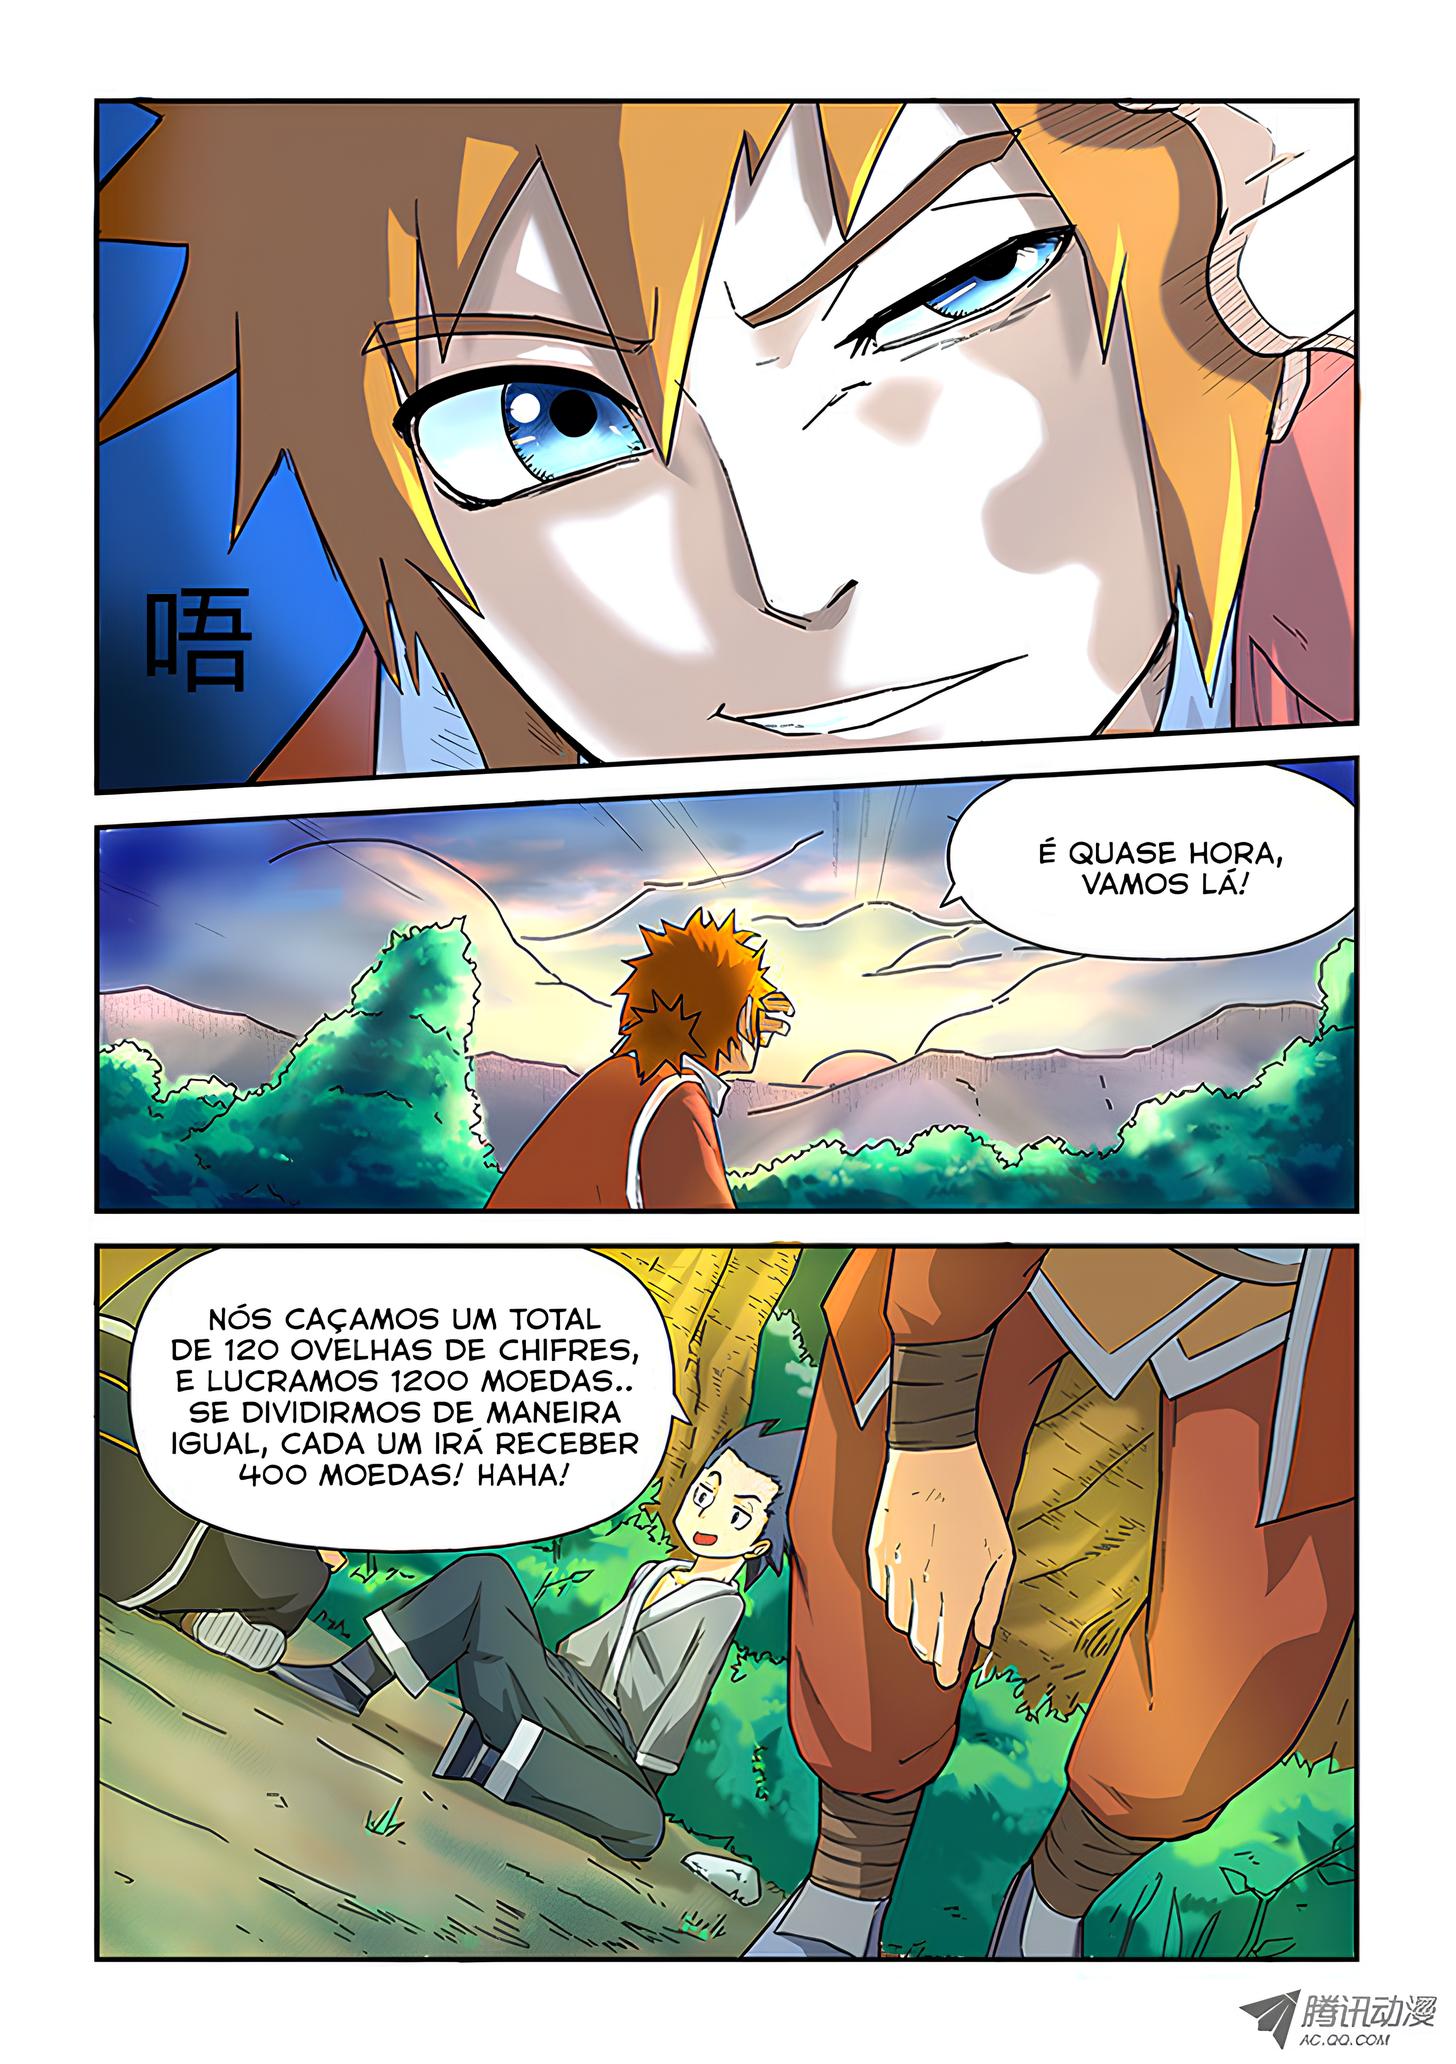 唔
É QUASE HORA,
VAMOS LÁ!
NÓS CAÇAMOS UM TOTAL
DE 120 OVELHAS DE CHIFRES,
E LUCRAMOS 1200 MOEDAS..
SE DIVIDIRMOS DE MANEIRA
IGUAL, CADA UM IRÁ RECEBER
400 MOEDAS! HAHA!
腾讯动漫
AC.QQ.COM